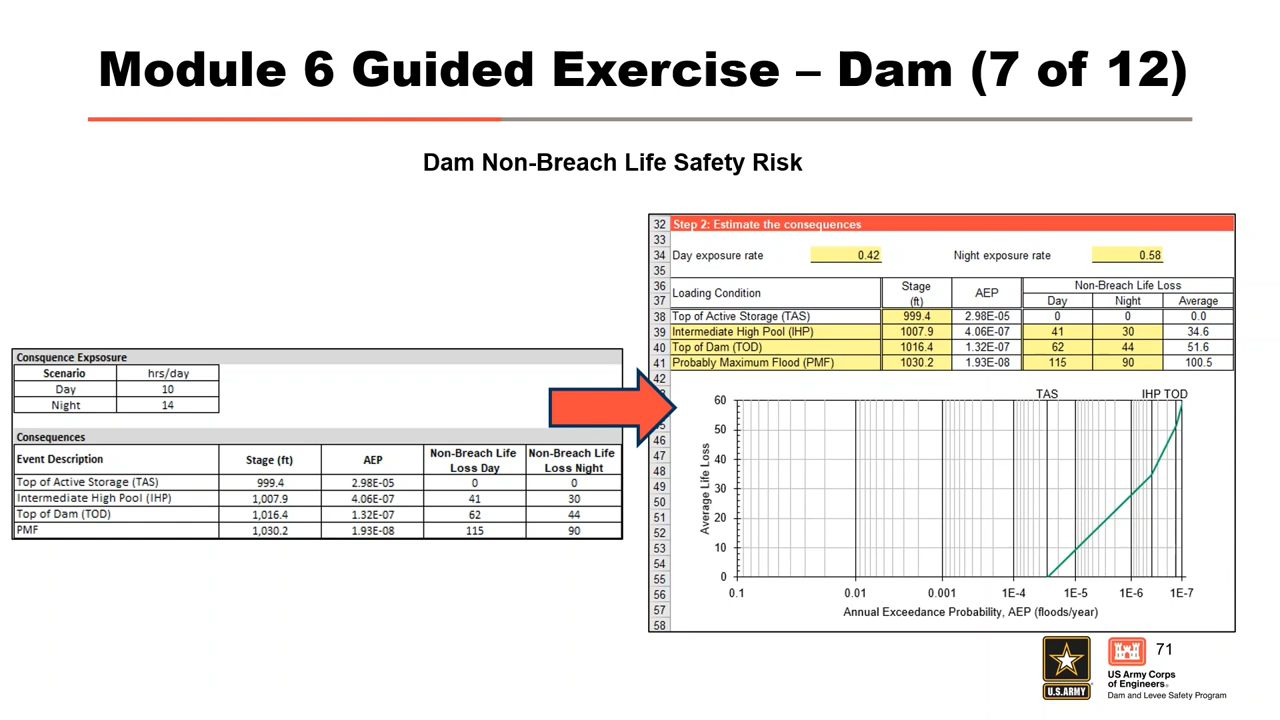 Module 6 Guided Exercise – Dam (7 of 12)
Dam Non-Breach Life Safety Risk
Consquence Expsosure
Scenario hrs/day
Day 10
Night 14
Consequences
Event Description Stage (ft) AEP Non-Breach Life Loss Day Non-Breach Life Loss Night
Top of Active Storage (TAS) 999.4 2.98E-05 0 0
Intermediate High Pool (IHP) 1,007.9 4.06E-07 41 30
Top of Dam (TOD) 1,016.4 1.32E-07 62 44
PMF 1,030.2 1.93E-08 115 90
32 Step 2: Estimate the consequences
33
34 Day exposure rate 0.42 Night exposure rate 0.58
35
36 Loading Condition Stage (ft) AEP Non-Breach Life Loss
37 Day Night Average
38 Top of Active Storage (TAS) 999.4 2.98E-05 0 0 0.0
39 Intermediate High Pool (IHP) 1007.9 4.06E-07 41 30 34.6
40 Top of Dam (TOD) 1016.4 1.32E-07 62 44 51.6
41 Probably Maximum Flood (PMF) 1030.2 1.93E-08 115 90 100.5
42
TAS IHP TOD
46
47
48
49
50
51
52
53
54
55
56
57
58
Average Life Loss
60
50
40
30
20
10
0
0.1 0.01 0.001 1E-4 1E-5 1E-6 1E-7
Annual Exceedance Probability, AEP (floods/year)
71
U.S.ARMY
US Army Corps
of Engineers®
Dam and Levee Safety Program